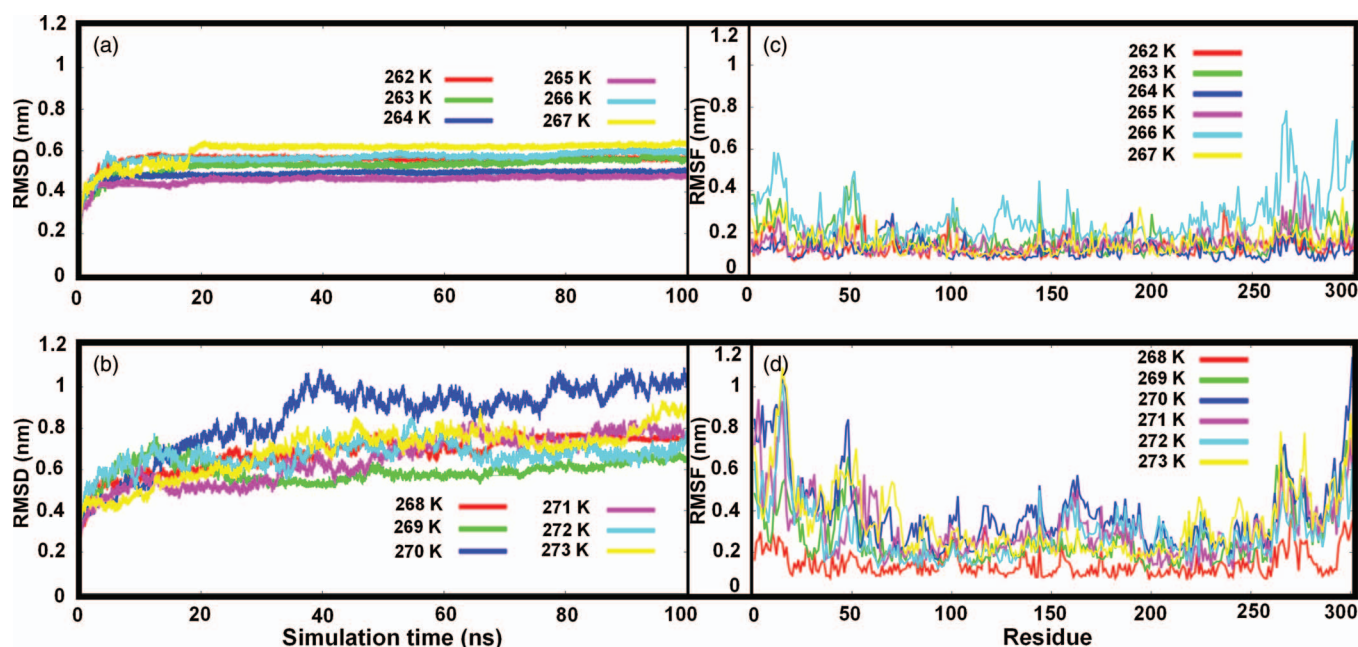 (a)
RMSD (nm)
1.2
1
0.8
0.6
0.4
0.2
0
262 K
263 K
264 K
265 K
266 K
267 K
0 20 40 60 80 100
(c)
RMSF (nm)
1.2
1
0.8
0.6
0.4
0.2
0
262 K
263 K
264 K
265 K
266 K
267 K
0 50 100 150 200 250 300
(b)
RMSD (nm)
1.2
1
0.8
0.6
0.4
0.2
0
268 K
269 K
270 K
271 K
272 K
273 K
0 20 40 60 80 100
Simulation time (ns)
(d)
RMSF (nm)
1.2
1
0.8
0.6
0.4
0.2
0
268 K
269 K
270 K
271 K
272 K
273 K
0 50 100 150 200 250 300
Residue